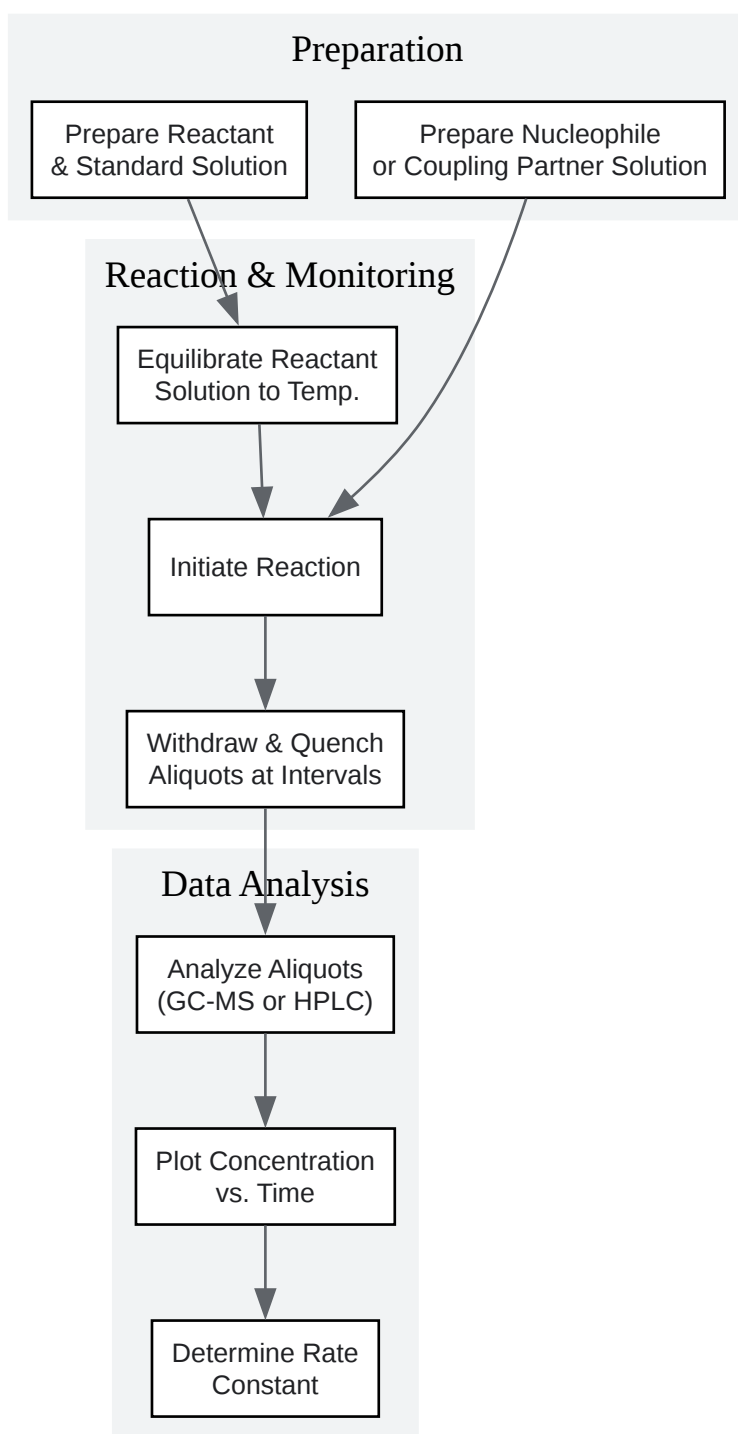 Preparation
Prepare Reactant
& Standard Solution
Prepare Nucleophile
or Coupling Partner Solution
Reaction & Monitoring
Equilibrate Reactant
Solution to Temp.
Initiate Reaction
Withdraw & Quench
Aliquots at Intervals
Data Analysis
Analyze Aliquots
(GC-MS or HPLC)
Plot Concentration
vs. Time
Determine Rate
Constant